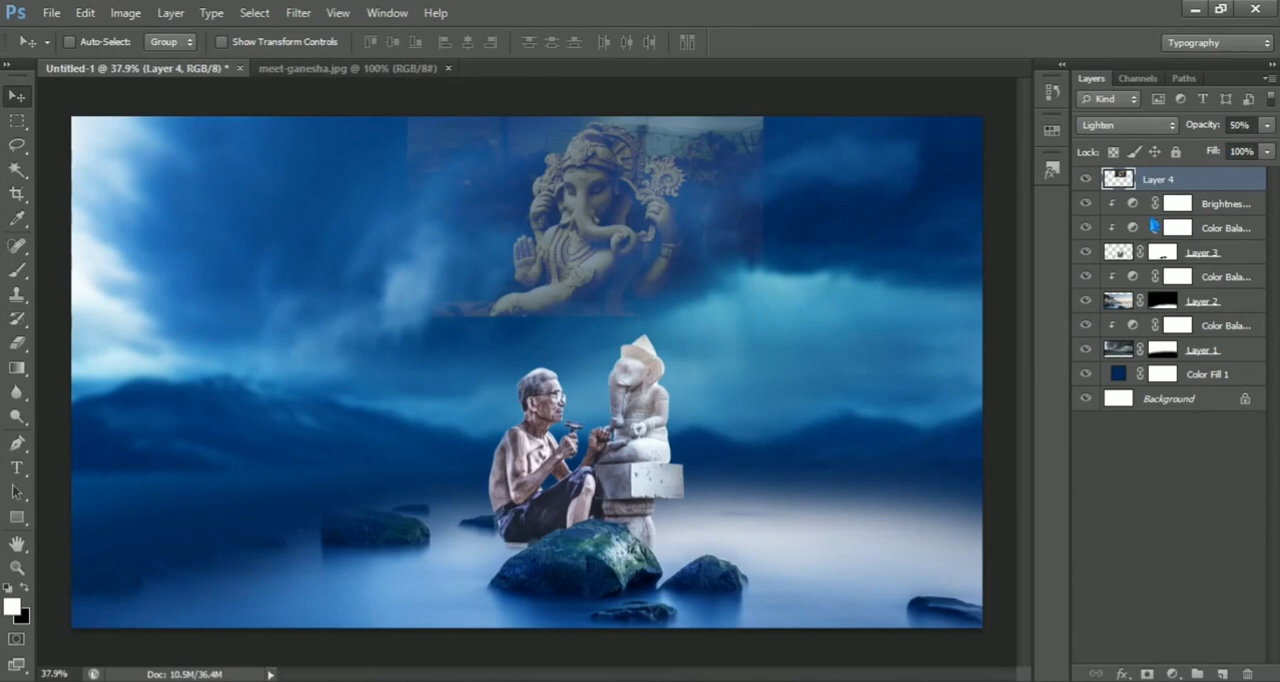 Ps File Edit Image Layer Type Select Filter View Window Help
Auto-Select: Group Show Transform Controls Typography
Untitled-1 @ 37.9% (Layer 4, RGB/8) * × meet-ganesha.jpg @ 100% (RGB/8#) ×
Layers Channels Paths
Kind
Lighten Opacity: 50%
Lock: Fill: 100%
Layer 4
Brightnes...
Color Bala...
Layer 3
Color Bala...
Layer 2
Color Bala...
Layer 1
Color Fill 1
Background
37.9% Doc: 10.5M/36.4M